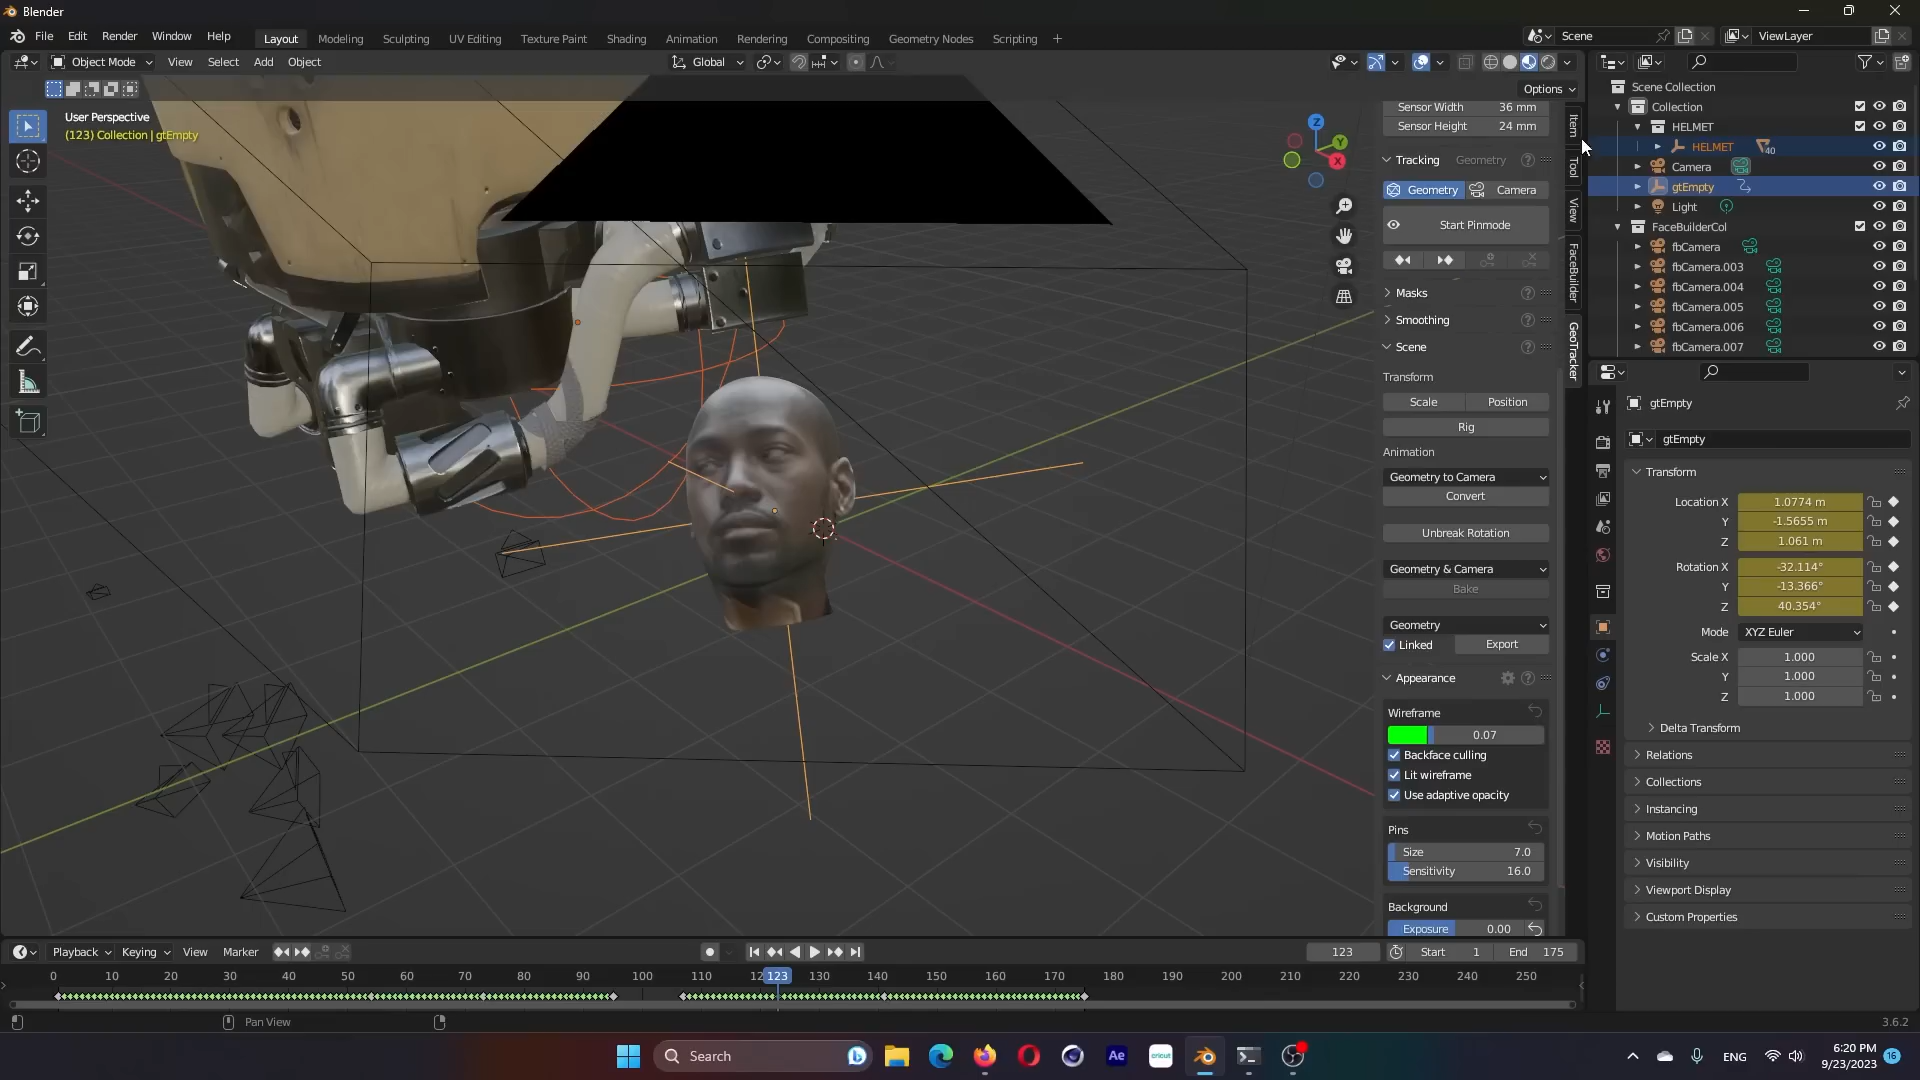 Blender
File Edit Render Window Help
Layout Modeling Sculpting UV Editing Texture Paint Shading Animation Rendering Compositing Geometry Nodes Scripting +
Scene
ViewLayer
Object Mode View Select Add Object
Global
Options
User Perspective
(123) Collection | gtEmpty
Z
Y
X
Sensor Width 36 mm
Sensor Height 24 mm
Tracking Geometry
Geometry Camera
Start Pinmode
Masks
Smoothing
Scene
Transform
Scale Position
Rig
Animation
Geometry to Camera
Convert
Unbreak Rotation
Geometry & Camera
Bake
Geometry
Linked Export
Appearance
Wireframe
0.07
Backface culling
Lit wireframe
Use adaptive opacity
Pins
Size 7.0
Sensitivity 16.0
Background
Exposure 0.00
Item
Tool
View
FaceBuilder
GeoTracker
Scene Collection
Collection
HELMET
HELMET 40
Camera
gtEmpty
Light
FaceBuilderCol
fbCamera
fbCamera.003
fbCamera.004
fbCamera.005
fbCamera.006
fbCamera.007
gtEmpty
gtEmpty
Transform
Location X 1.0774 m
Y -1.5655 m
Z 1.061 m
Rotation X -32.114°
Y -13.366°
Z 40.354°
Mode XYZ Euler
Scale X 1.000
Y 1.000
Z 1.000
Delta Transform
Relations
Collections
Instancing
Motion Paths
Visibility
Viewport Display
Custom Properties
Playback Keying View Marker
123 Start 1 End 175
0 10 20 30 40 50 60 70 80 90 100 110 12 123 130 140 150 160 170 180 190 200 210 220 230 240 250
Pan View
3.6.2
Search
Ae
cricut
ENG
6:20 PM
9/23/2023
16